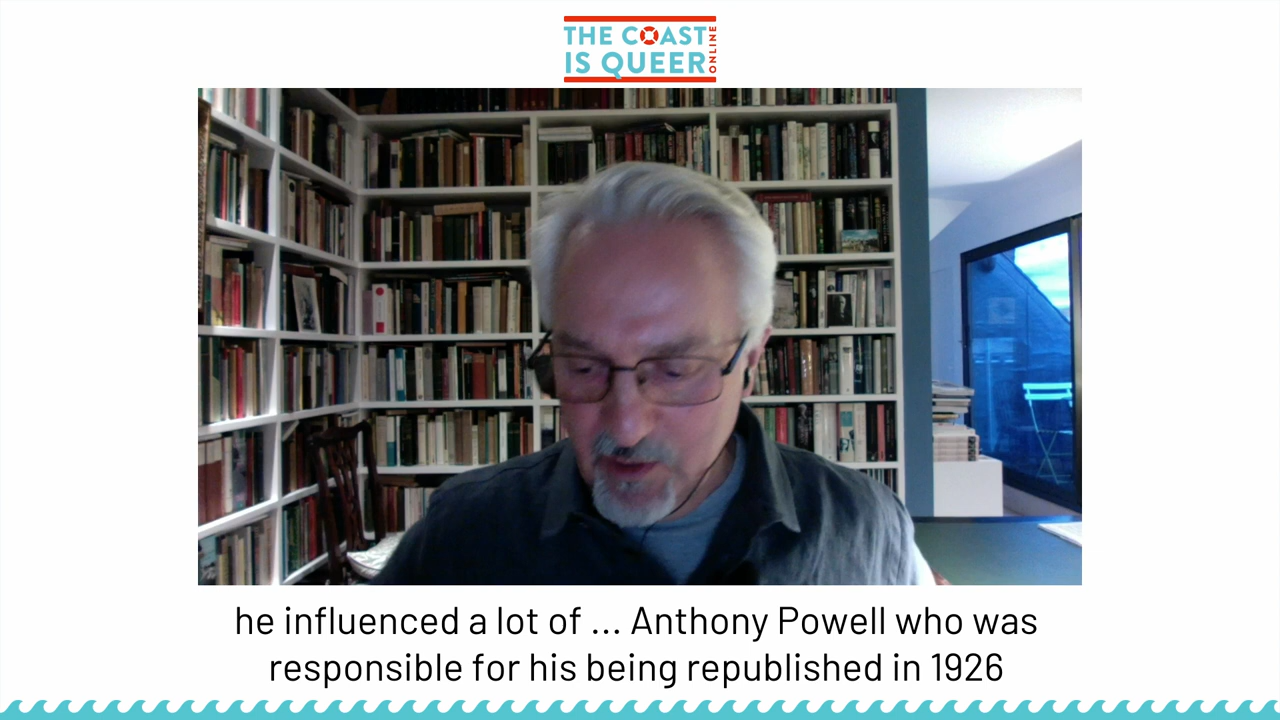 THE COAST
IS QUEER
ONLINE
he influenced a lot of ... Anthony Powell who was
responsible for his being republished in 1926